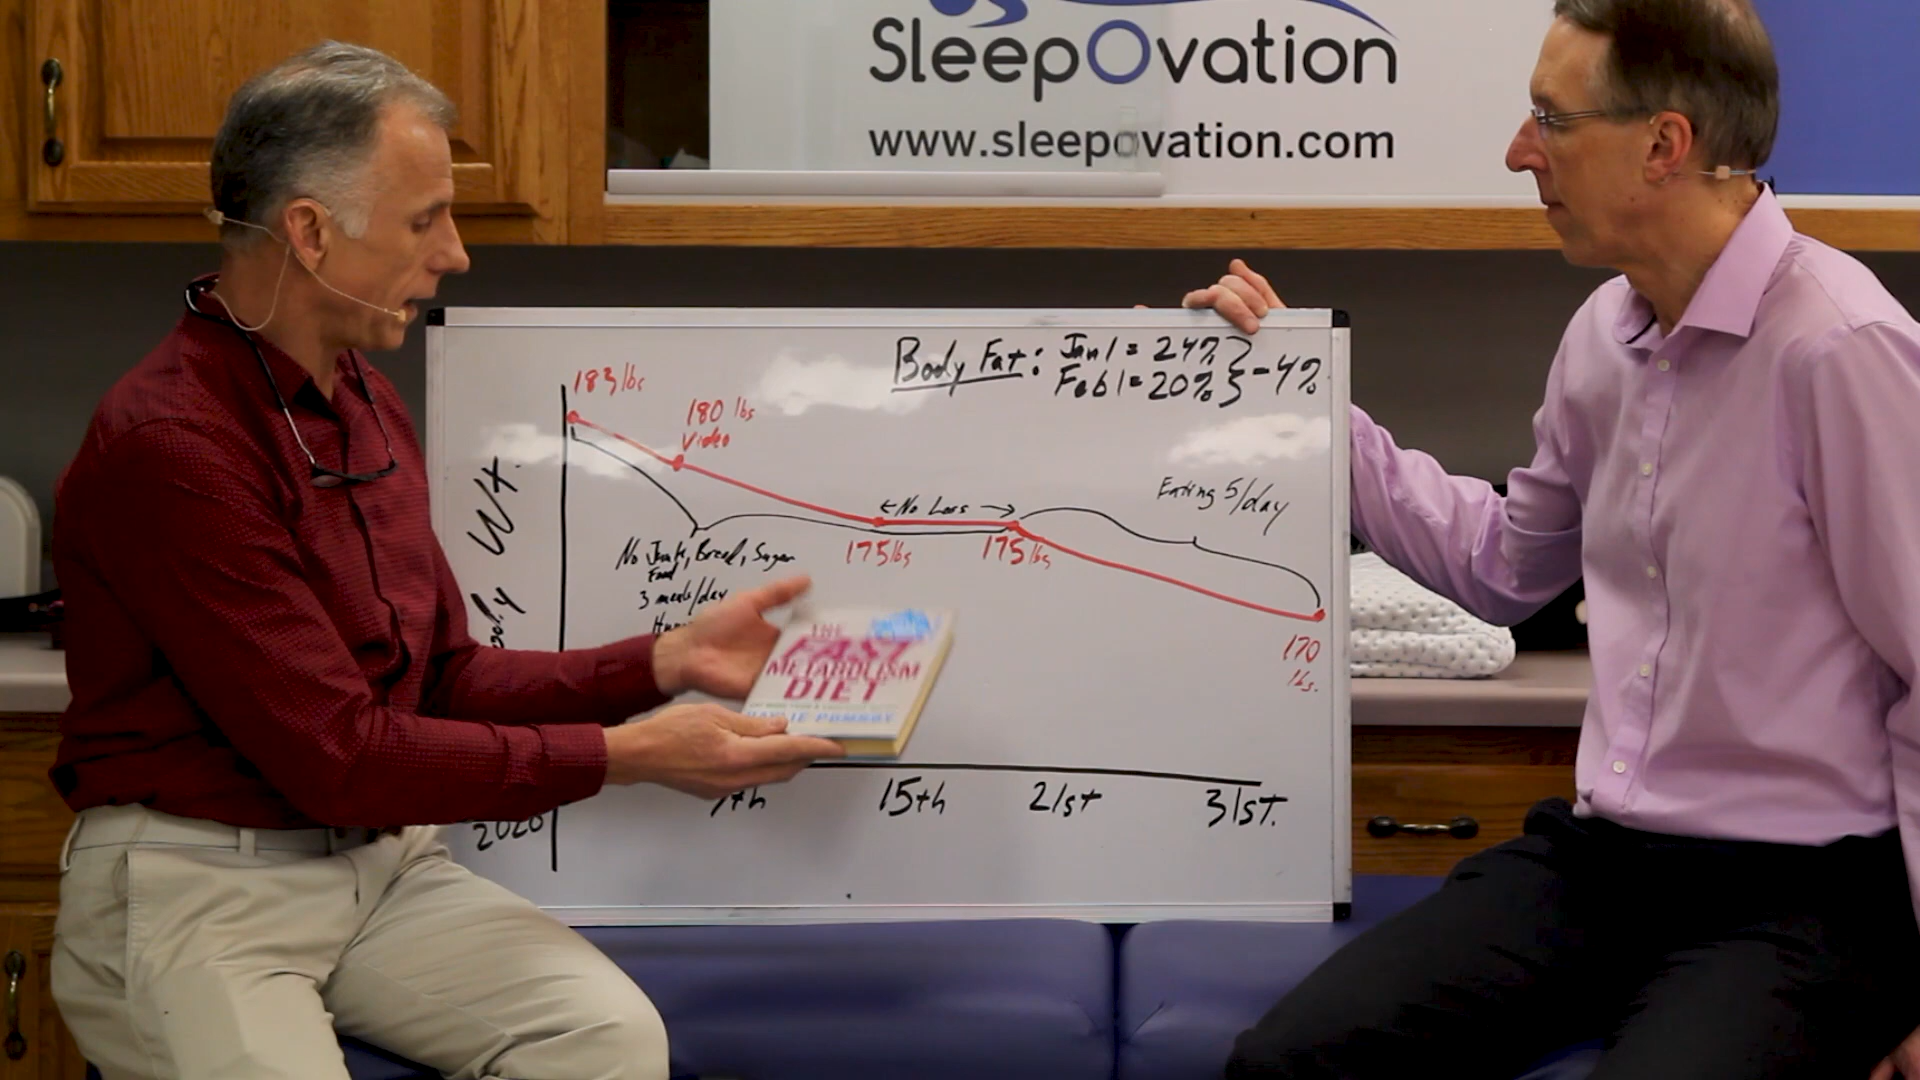 SleepOvation
www.sleepovation.com
Body Fat: Jan 1 = 24%
Feb 1 = 20% } -4%
183 lbs
180 lbs
Video
← No Loss →
Eating 5/day
175 lbs
175 lbs
No Junk, Bread, Sugar
Food
3 meals/day
170
lbs.
Wt.
THE
FAST
METABOLISM
DIET
HAYLIE POMROY
15th
21st
31st.
2020